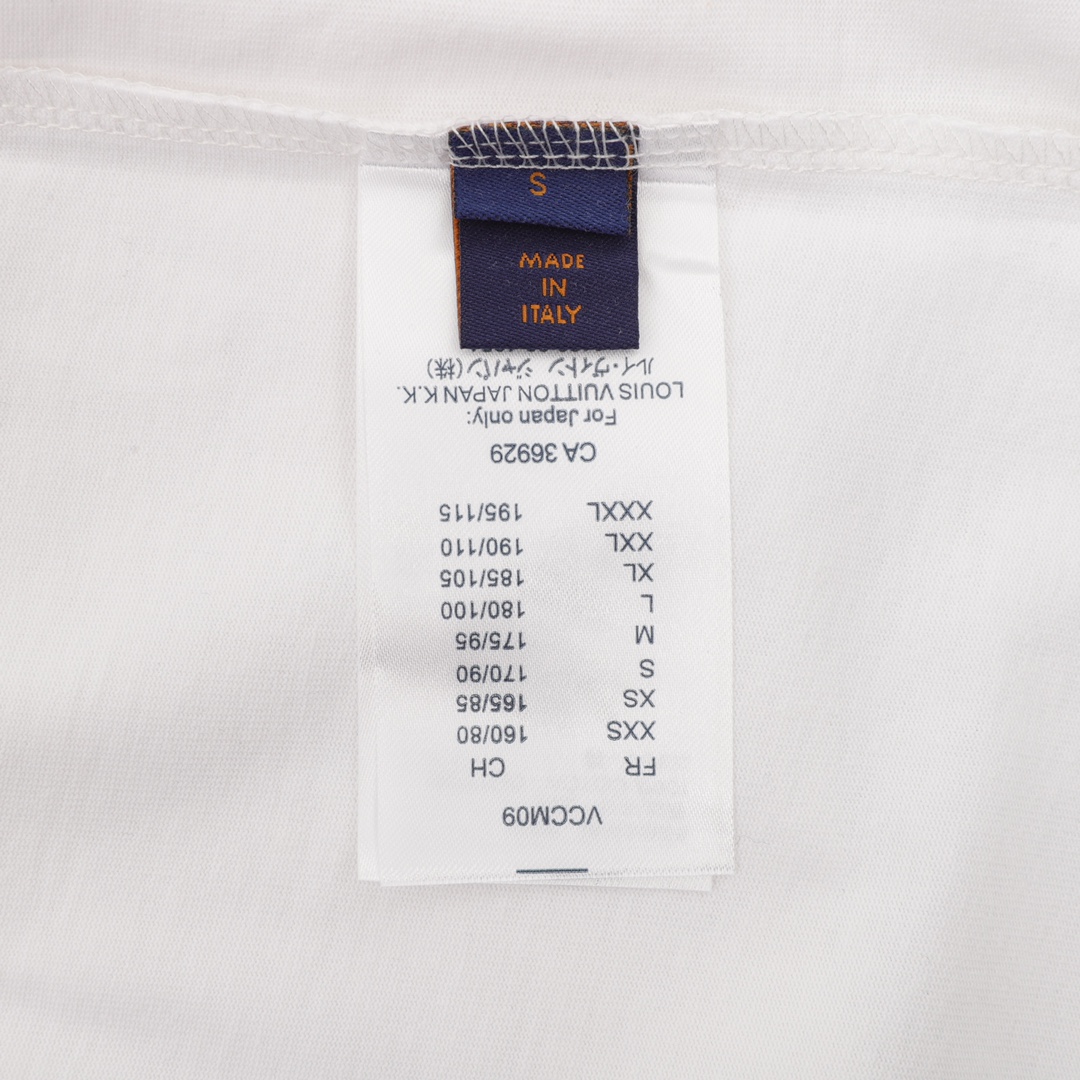 S
MADE
IN
ITALY
VCCM09
FR CH
XXS 160/80
XS 165/85
S 170/90
M 175/95
L 180/100
XL 185/105
XXL 190/110
XXXL 195/115
CA 36929
For Japan only:
LOUIS VUITTON JAPAN K.K.
ルイ・ヴィトン ジャパン(株)